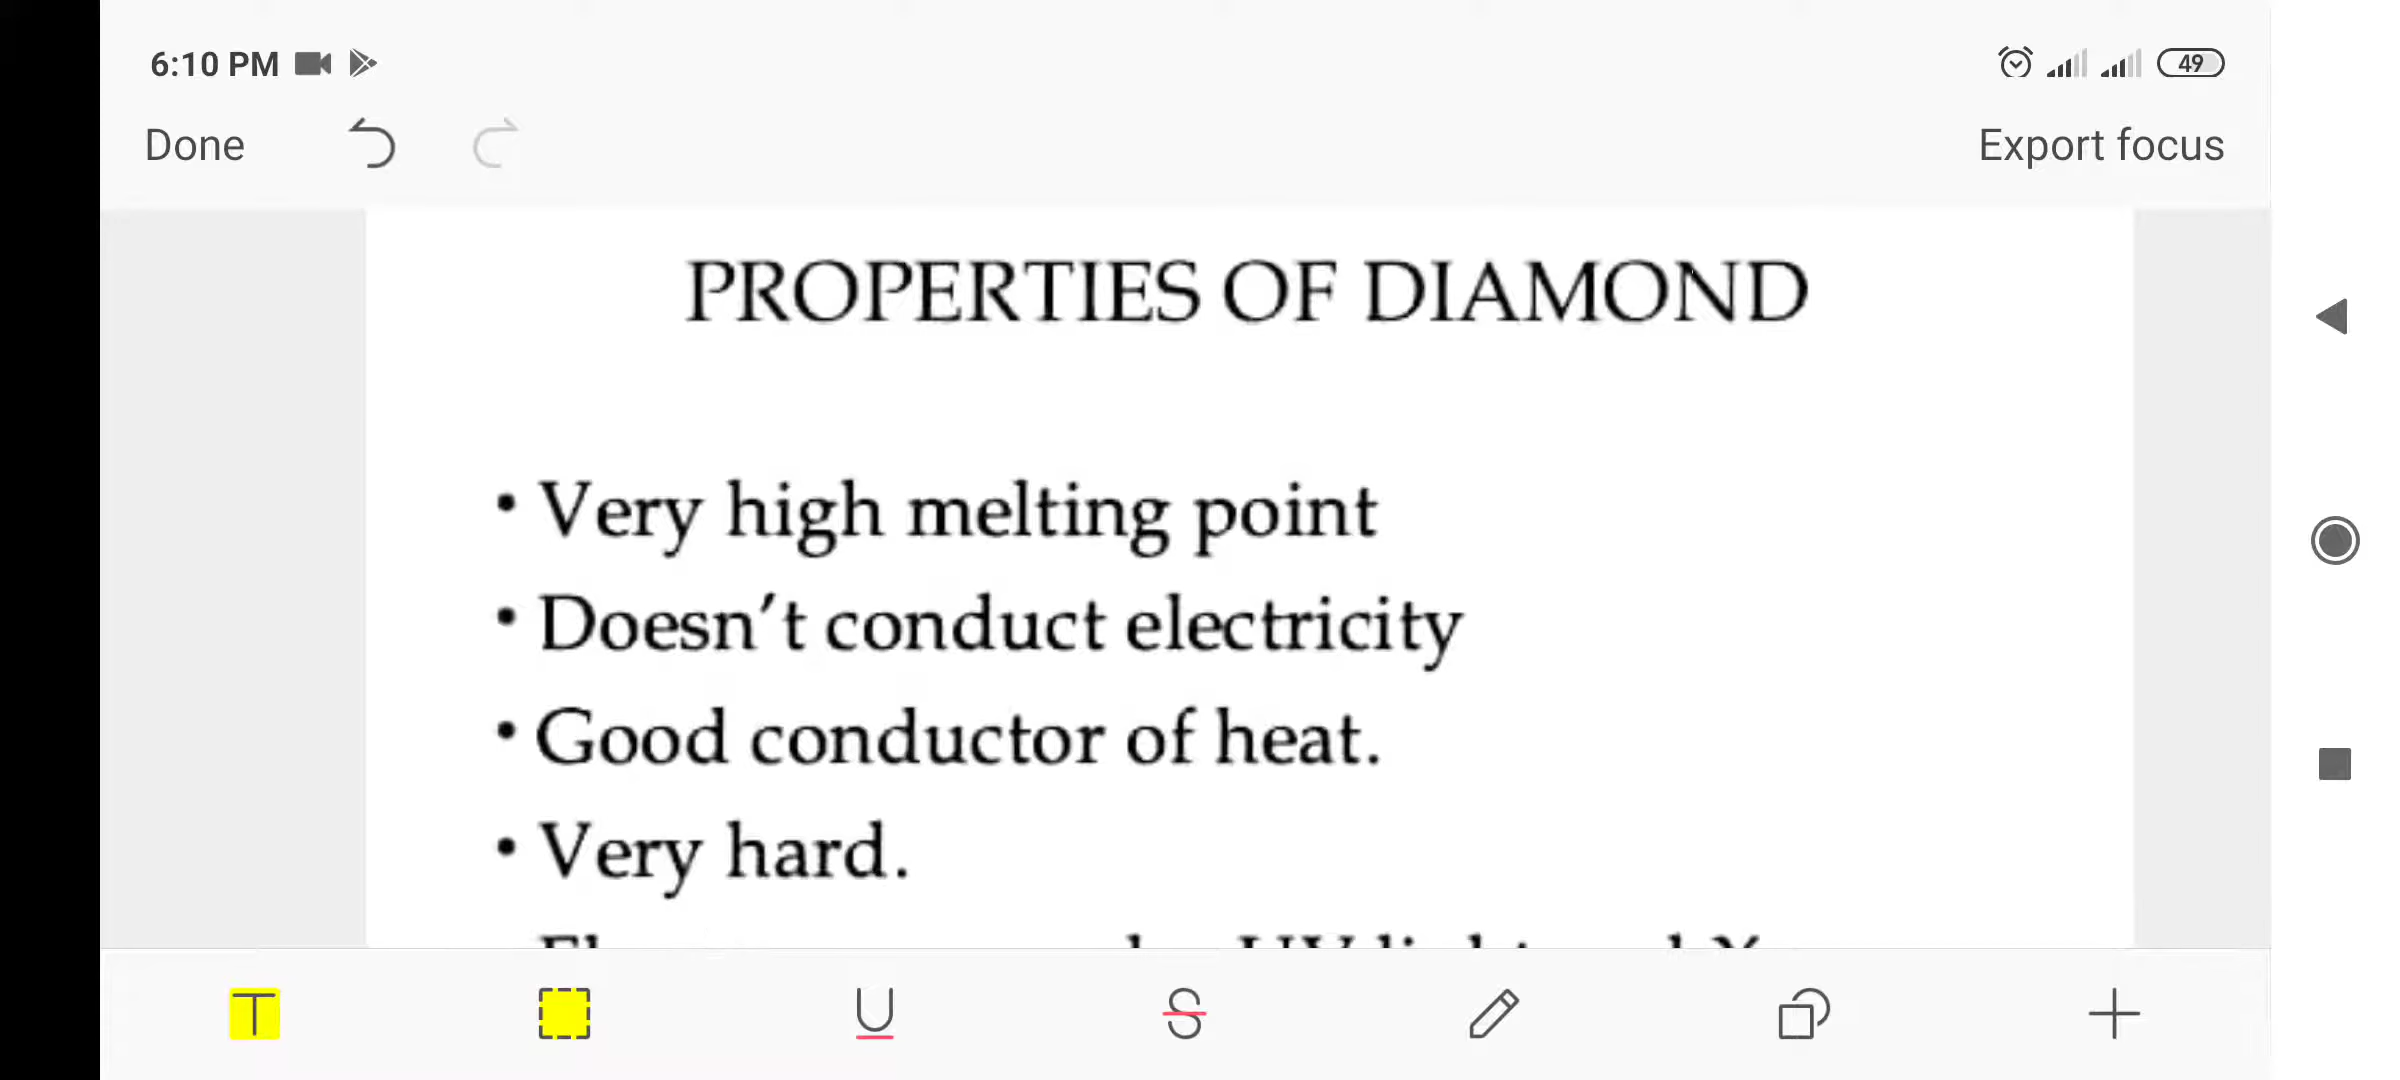 6:10 PM 49
Done Export focus
PROPERTIES OF DIAMOND
• Very high melting point
• Doesn't conduct electricity
• Good conductor of heat.
• Very hard.